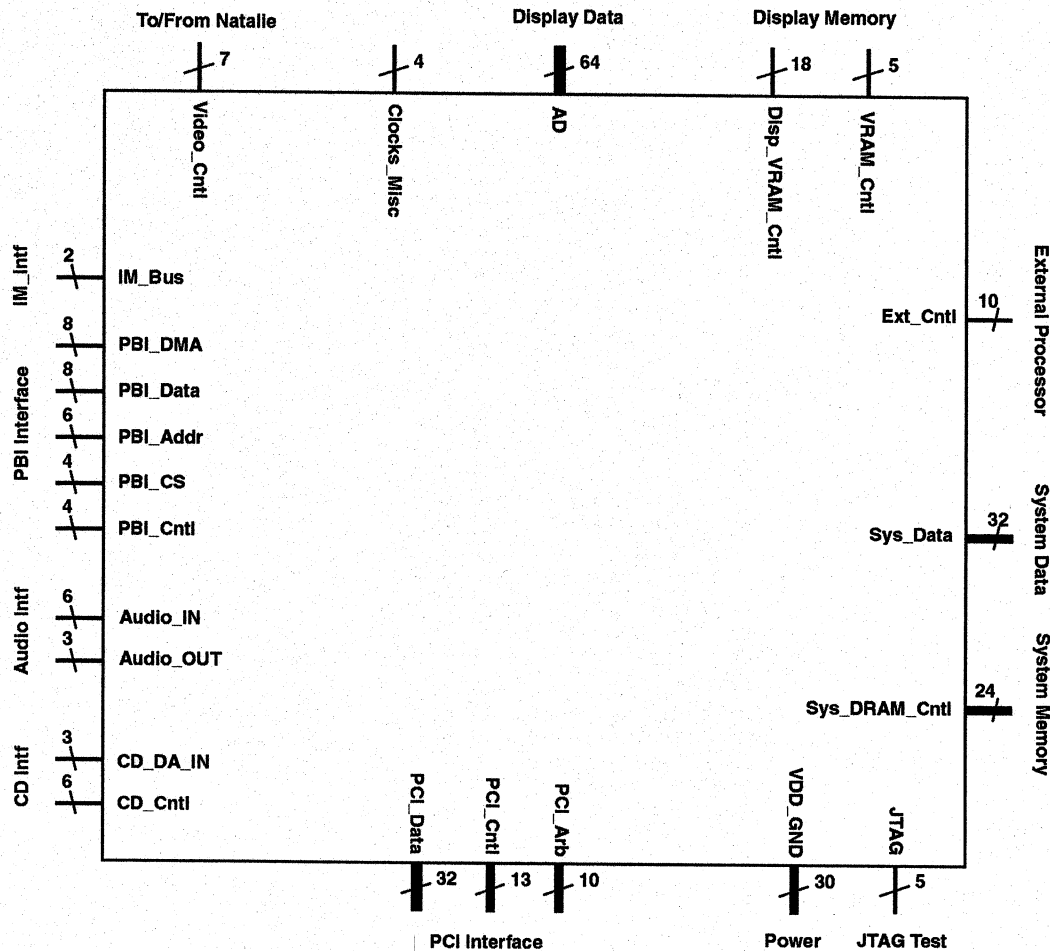 To/From Natalie
Display Data
Display Memory
7
4
64
18
5
Video_Cntl
Clocks_Misc
AD
Disp_VRAM_Cntl
VRAM_Cntl
IM_Intf
2
IM_Bus
External Processor
10
Ext_Cntl
PBI Interface
8
PBI_DMA
8
PBI_Data
6
PBI_Addr
4
PBI_CS
4
PBI_Cntl
System Data
32
Sys_Data
Audio Intf
6
Audio_IN
3
Audio_OUT
System Memory
24
Sys_DRAM_Cntl
CD Intf
3
CD_DA_IN
6
CD_Cntl
PCI_Data
PCI_Cntl
PCI_Arb
VDD_GND
JTAG
32
13
10
30
5
PCI Interface
Power
JTAG Test